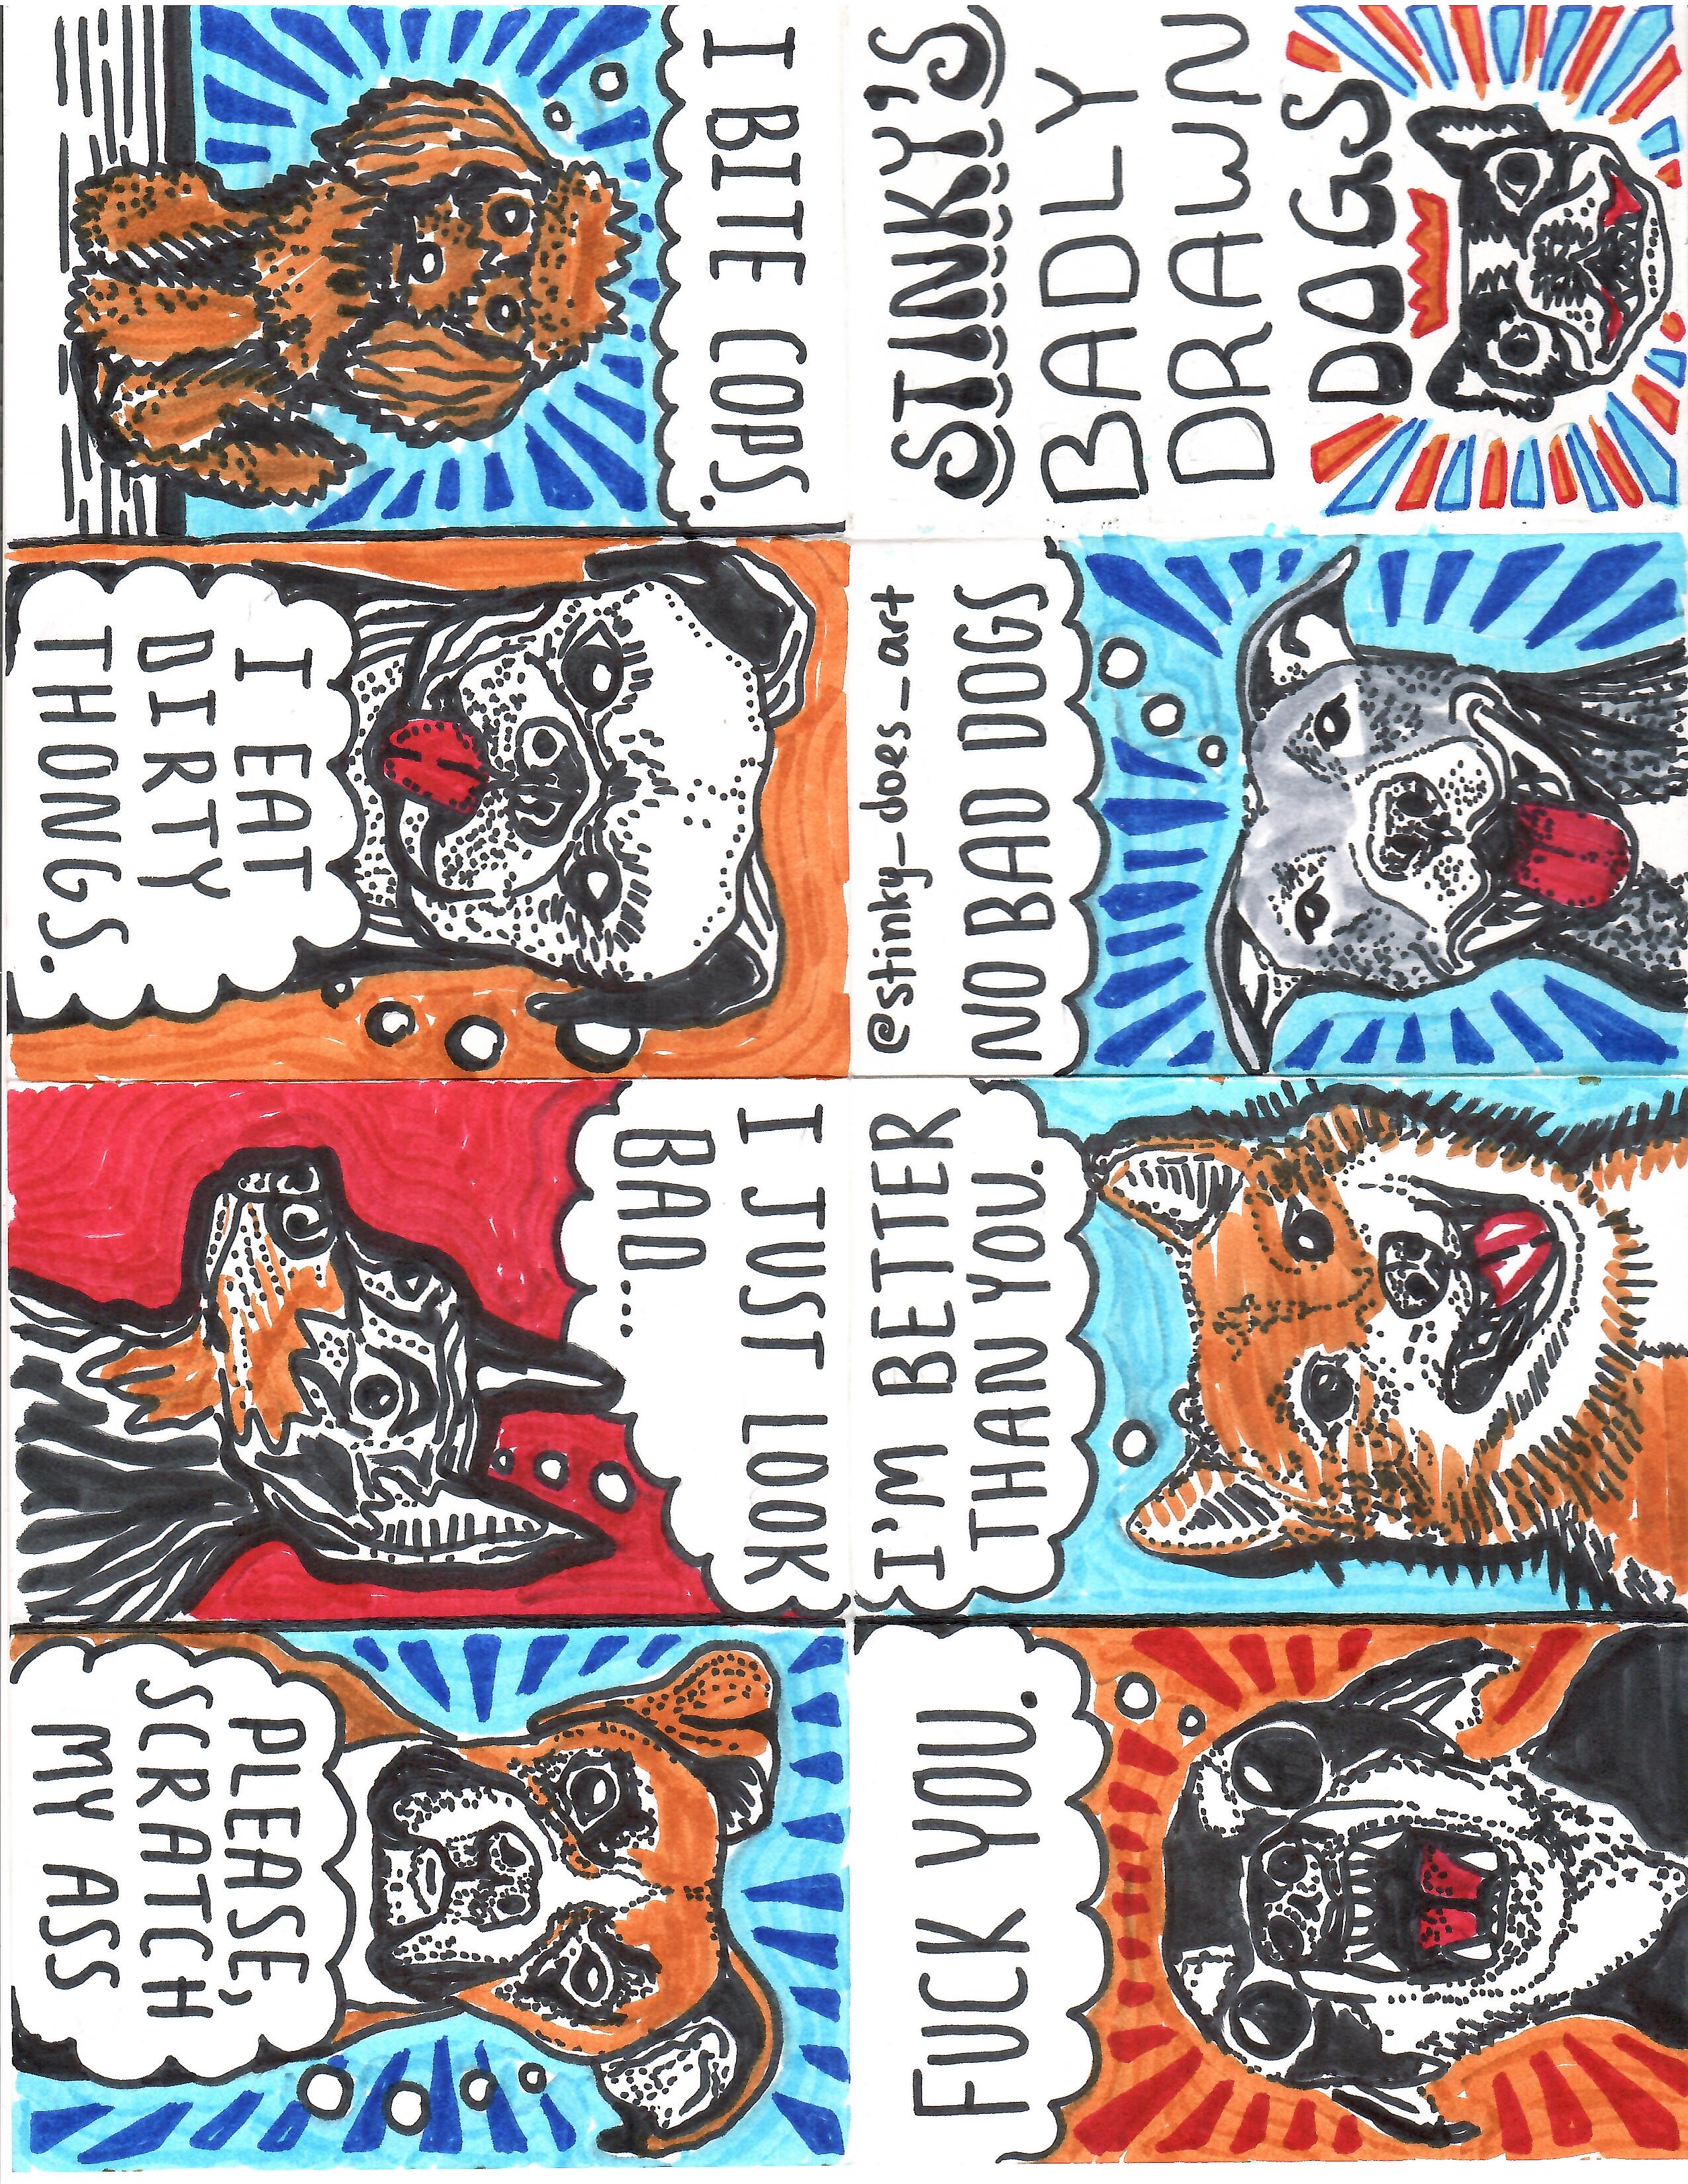 STINKY'S
BADLY
DRAWN
DOGS
I BITE COPS.
I EAT
DIRTY
THONGS.
I JUST LOOK
BAD...
PLEASE,
SCRATCH
MY ASS
FUCK YOU.
I'M BETTER
THAN YOU.
@stinky_does_art
NO BAD DOGS